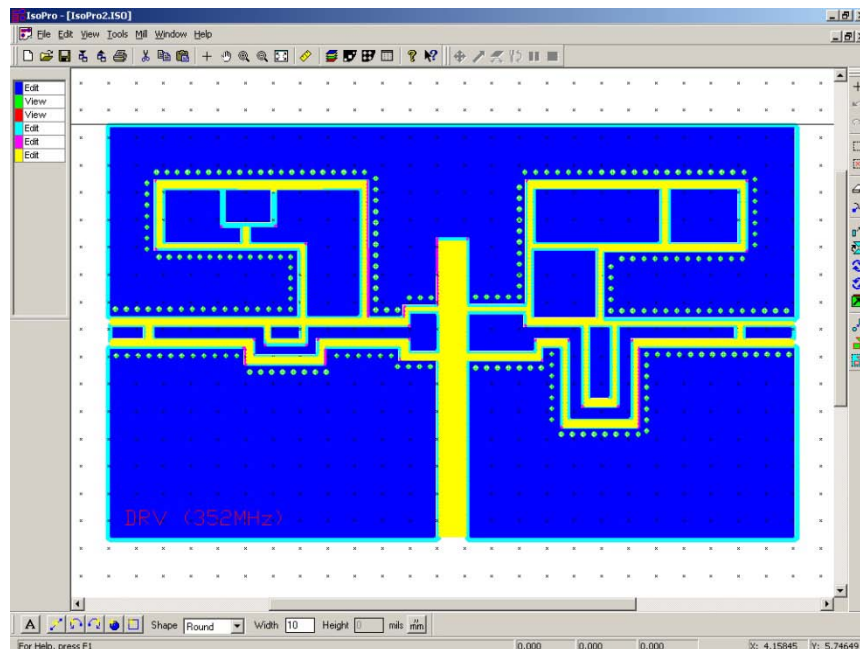 IsoPro - [IsoPro2.ISO]
File Edit View Tools Mill Window Help
Edit
View
View
Edit
Edit
Edit
DRV (352MHz)
A Shape Round Width 10 Height 0 mils mm
For Help, press F1 0.000 0.000 0.000 X: 4.15845 Y: 5.74649